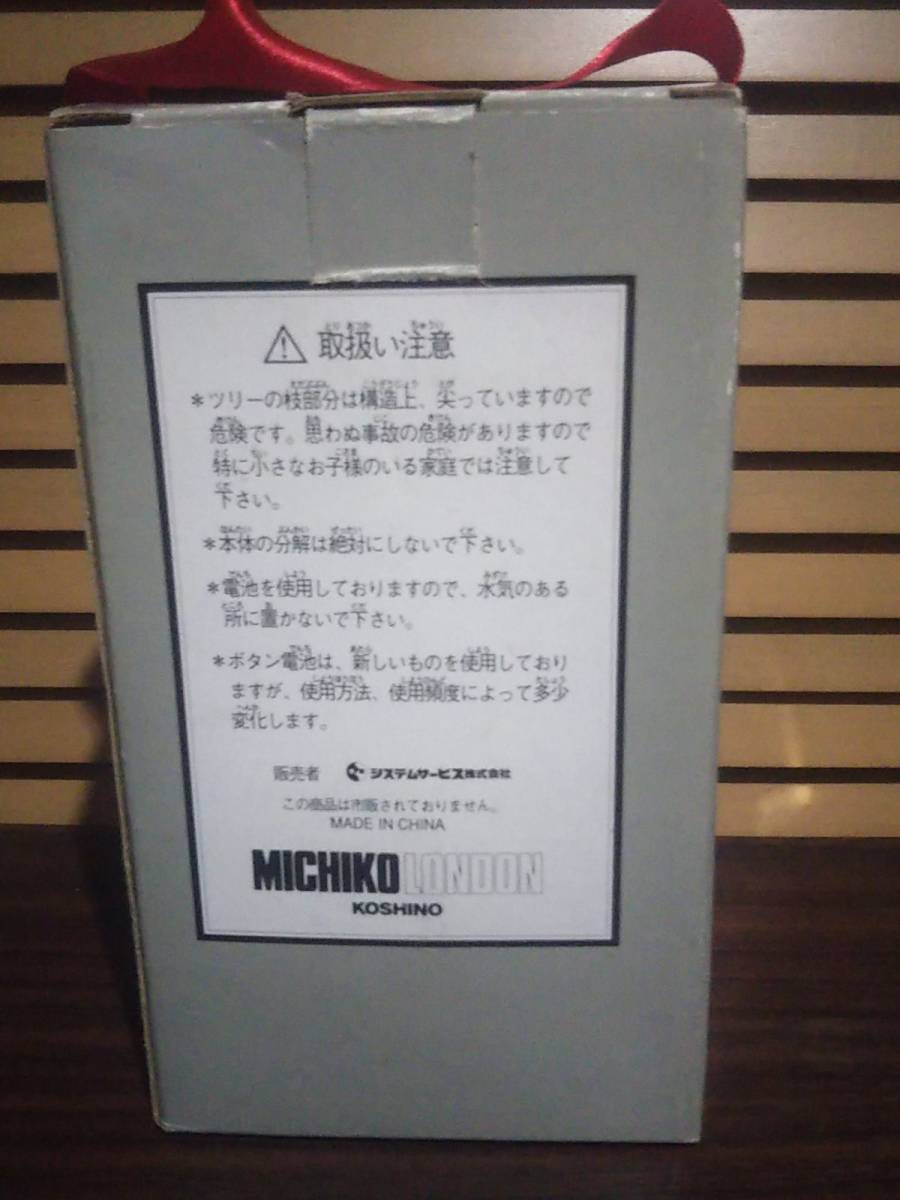 取扱い注意
*ツリーの枝部分は構造上、尖っていますので
危険です。思わぬ事故の危険がありますので
特に小さなお子様のいる家庭では注意して
下さい。
*本体の分解は絶対にしないで下さい。
*電池を使用しておりますので、水気のある
所に置かないで下さい。
*ボタン電池は、新しいものを使用しており
ますが、使用方法、使用頻度によって多少
変化します。
販売者 システムサービス株式会社
この商品は市販されておりません。
MADE IN CHINA
MICHIKO LONDON
KOSHINO